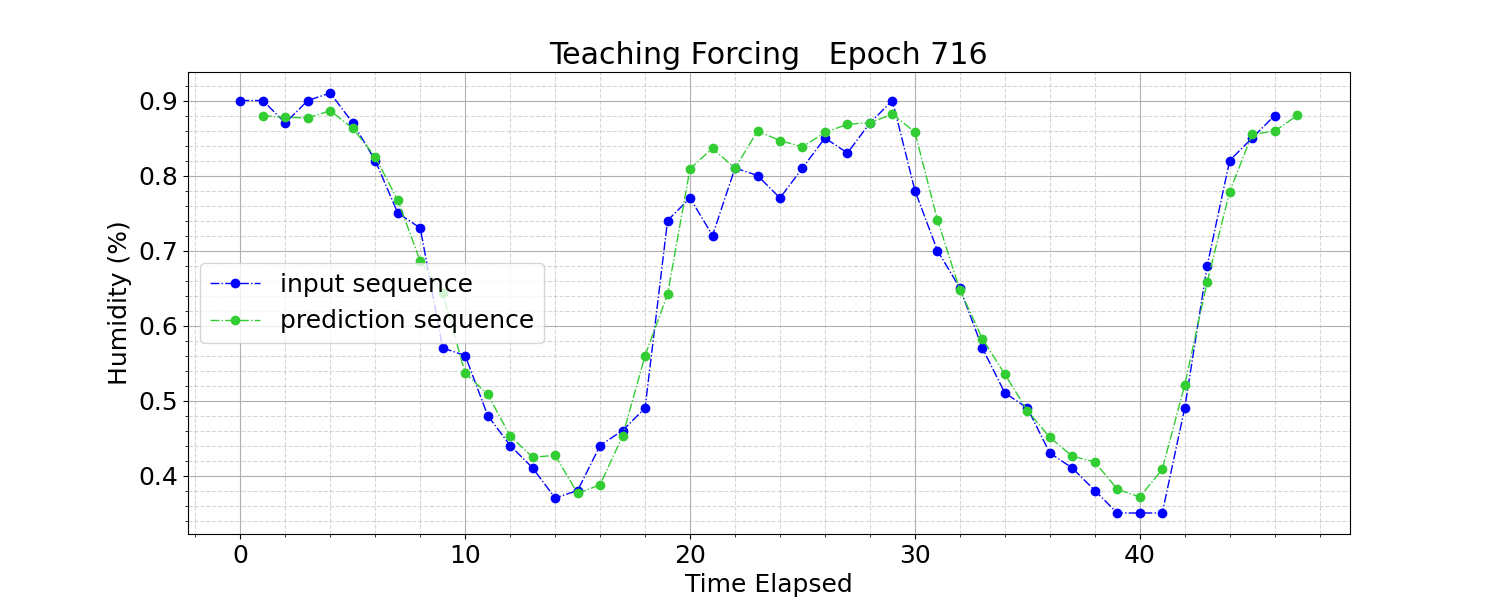 Teaching Forcing   Epoch 716
Humidity (%)
0.9
0.8
0.7
0.6
0.5
0.4
input sequence
prediction sequence
0 10 20 30 40
Time Elapsed